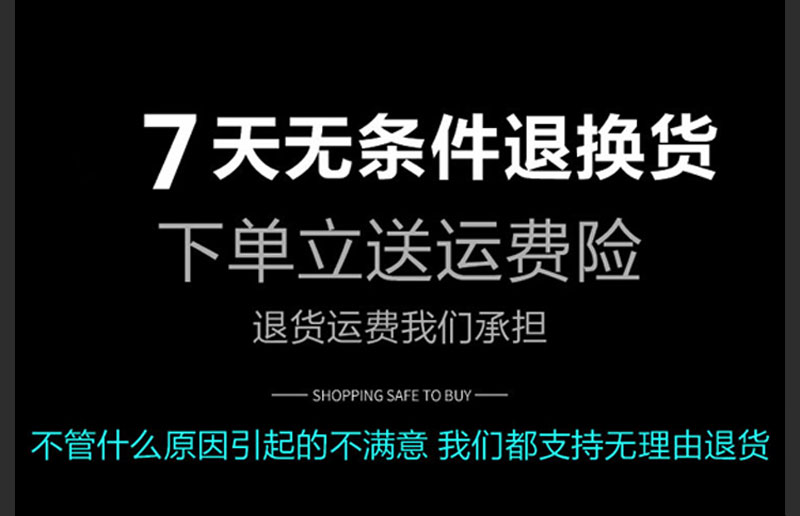 7天无条件退换货
下单立送运费险
退货运费我们承担
SHOPPING SAFE TO BUY
不管什么原因引起的不满意 我们都支持无理由退货